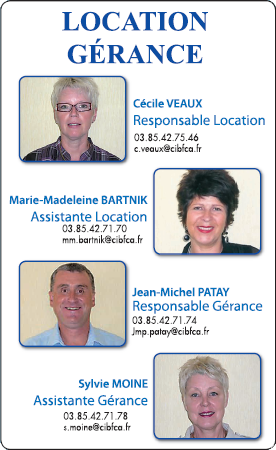 LOCATION
GÉRANCE
Cécile VEAUX
Responsable Location
03.85.42.75.46
c.veaux@cibfca.fr
Marie-Madeleine BARTNIK
Assistante Location
03.85.42.71.70
mm.bartnik@cibfca.fr
Jean-Michel PATAY
Responsable Gérance
03.85.42.71.74
Jmp.patay@cibfca.fr
Sylvie MOINE
Assistante Gérance
03.85.42.71.78
s.moine@cibfca.fr